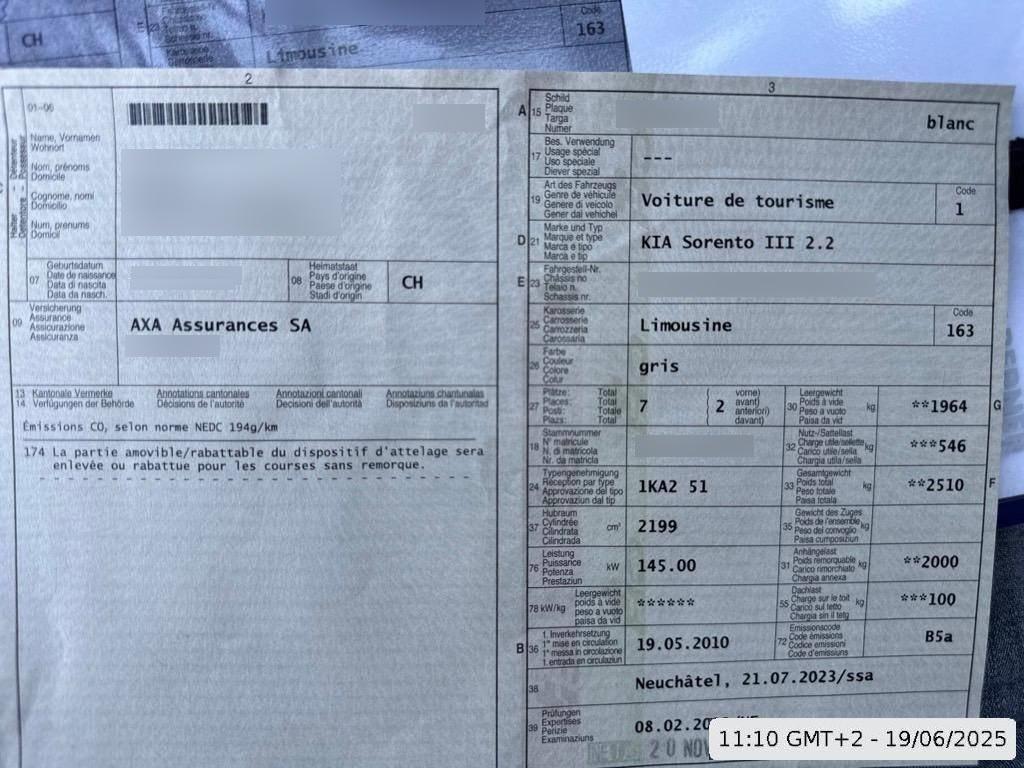 CH
E 23
Limousine
Code
163
2
01-06
Name, Vornamen
Wohnort
Nom, prénoms
Domicile
Cognome, nomi
Domicilio
Num, prenums
Domicil
Halter - Détenteur
Detentore - Possessur
07
Geburtsdatum
Date de naissance
Data di nascita
Data da nasch.
08
Heimatstaat
Pays d'origine
Paese d'origine
Stadi d'origin
CH
09
Versicherung
Assurance
Assicurazione
Assicuranza
AXA Assurances SA
13 Kantonale Vermerke Annotations cantonales Annotazioni cantonali Annotaziuns chantunalas
14 Verfügungen der Behörde Décisions de l'autorité Decisioni dell'autorità Disposiziuns da l'autoritad
Émissions CO, selon norme NEDC 194g/km
174 La partie amovible/rabattable du dispositif d'attelage sera
enlevée ou rabattue pour les courses sans remorque.
3
A 15
Schild
Plaque
Targa
Numer
blanc
17
Bes. Verwendung
Usage spécial
Uso speciale
Diever spezial
---
19
Art des Fahrzeugs
Genre de véhicule
Genere di veicolo
Gener dal vehichel
Voiture de tourisme
Code
1
D 21
Marke und Typ
Marque et type
Marca e tipo
Marca e tip
KIA Sorento III 2.2
E 23
Fahrgestell-Nr.
Châssis no
Telaio n.
Schassis nr.
25
Karosserie
Carrosserie
Carrozzeria
Carossaria
Limousine
Code
163
26
Farbe
Couleur
Colore
Colur
gris
27
Plätze: Total
Places: Total
Posti: Totale
Plazs: Total
7
( 2
vorne)
avant)
anteriori)
davant)
30
Leergewicht
Poids à vide
Peso a vuoto
Paisa da vid
kg
**1964
G
18
Stammnummer
N° matricule
N. di matricola
Nr. da matricla
32
Nutz-/Sattellast
Charge utile/sellette
Carico utile/sella
Chargia utila/sella
kg
***546
24
Typengenehmigung
Réception par type
Approvazione del tipo
Approvaziun dal tip
1KA2 51
33
Gesamtgewicht
Poids total
Peso totale
Paisa totala
kg
**2510
F
37
Hubraum
Cylindrée
Cilindrata
Cilindrada
cm³
2199
35
Gewicht des Zuges
Poids de l'ensemble
Peso del convoglio
Paisa cumposiziun
kg
76
Leistung
Puissance
Potenza
Prestaziun
kW
145.00
31
Anhängelast
Poids remorquable
Carico rimorchiato
Chargia annexa
kg
**2000
78 kW/kg
Leergewicht
poids à vide
peso a vuoto
paisa da vid
******
55
Dachlast
Charge sur le toit
Carico sul tetto
Chargia sin il tetg
kg
***100
B 36
1. Inverkehrsetzung
1re mise en circulation
1a messa in circolazione
1. entrada en circulaziun
19.05.2010
72
Emissionscode
Code émissions
Codice emissioni
Code d'emissiuns
B5a
38
Neuchâtel, 21.07.2023/ssa
39
Prüfungen
Expertises
Perizie
Examinaziuns
08.02.20
20 NOV
11:10 GMT+2 - 19/06/2025